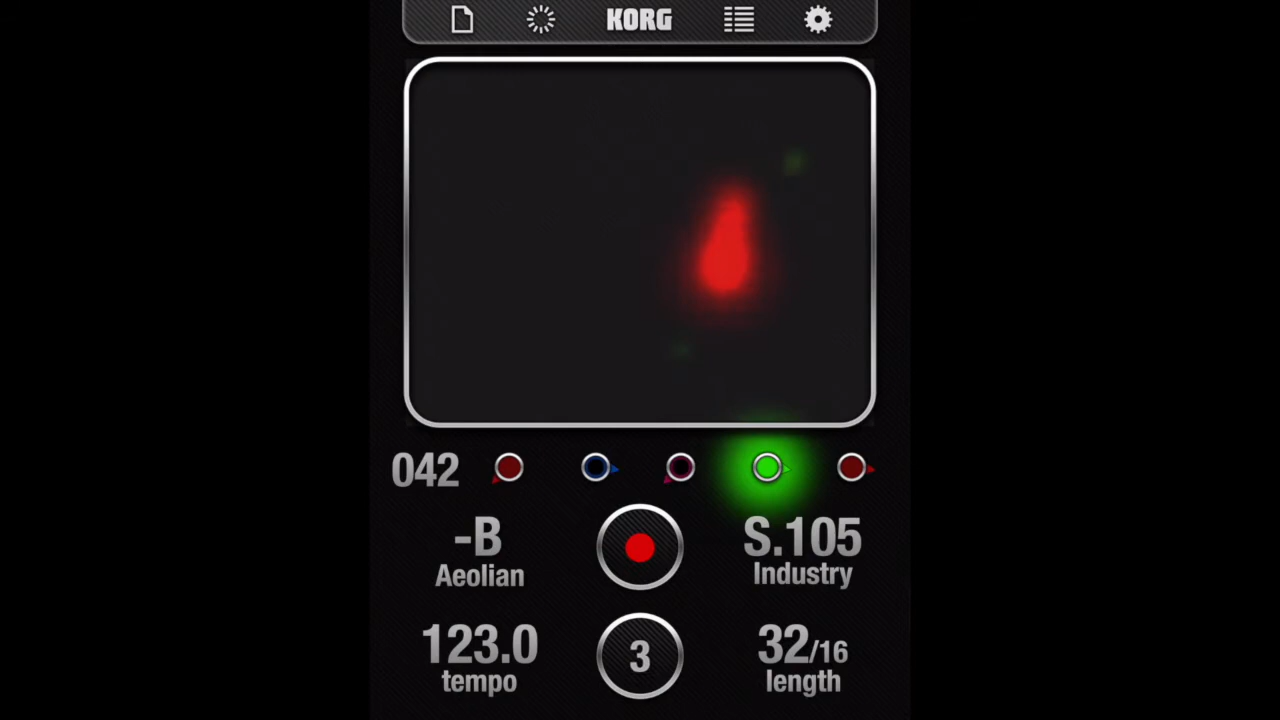 KORG
042
-B
Aeolian
S.105
Industry
123.0
tempo
3
32/16
length